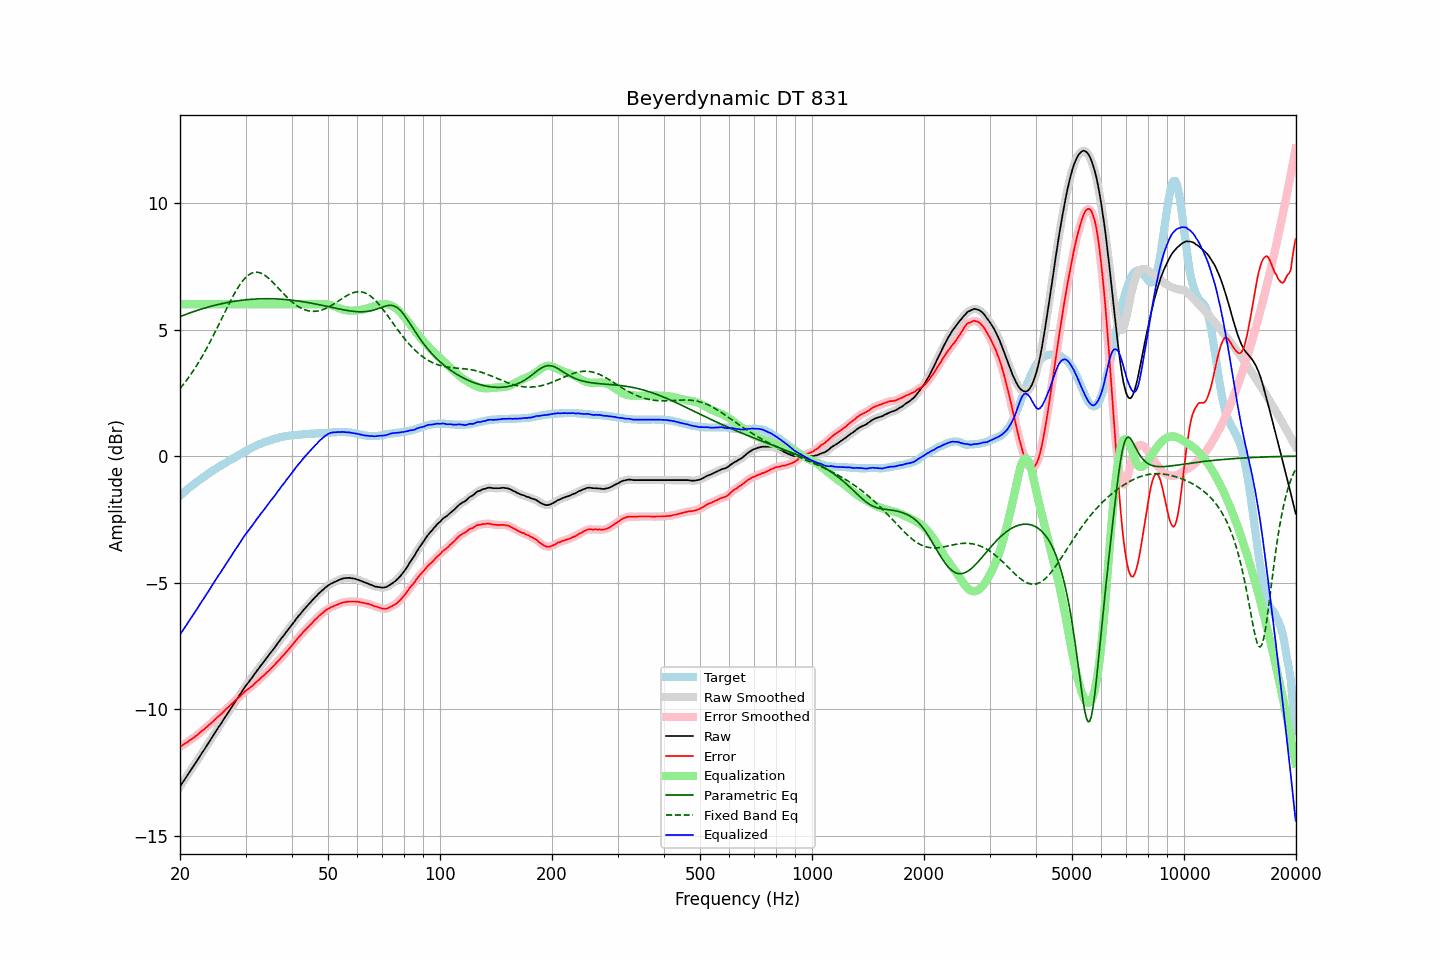 Beyerdynamic DT 831
Amplitude (dBr)
10
5
0
−5
−10
−15
Target
Raw Smoothed
Error Smoothed
Raw
Error
Equalization
Parametric Eq
Fixed Band Eq
Equalized
20
50
100
200
500
1000
2000
5000
10000
20000
Frequency (Hz)